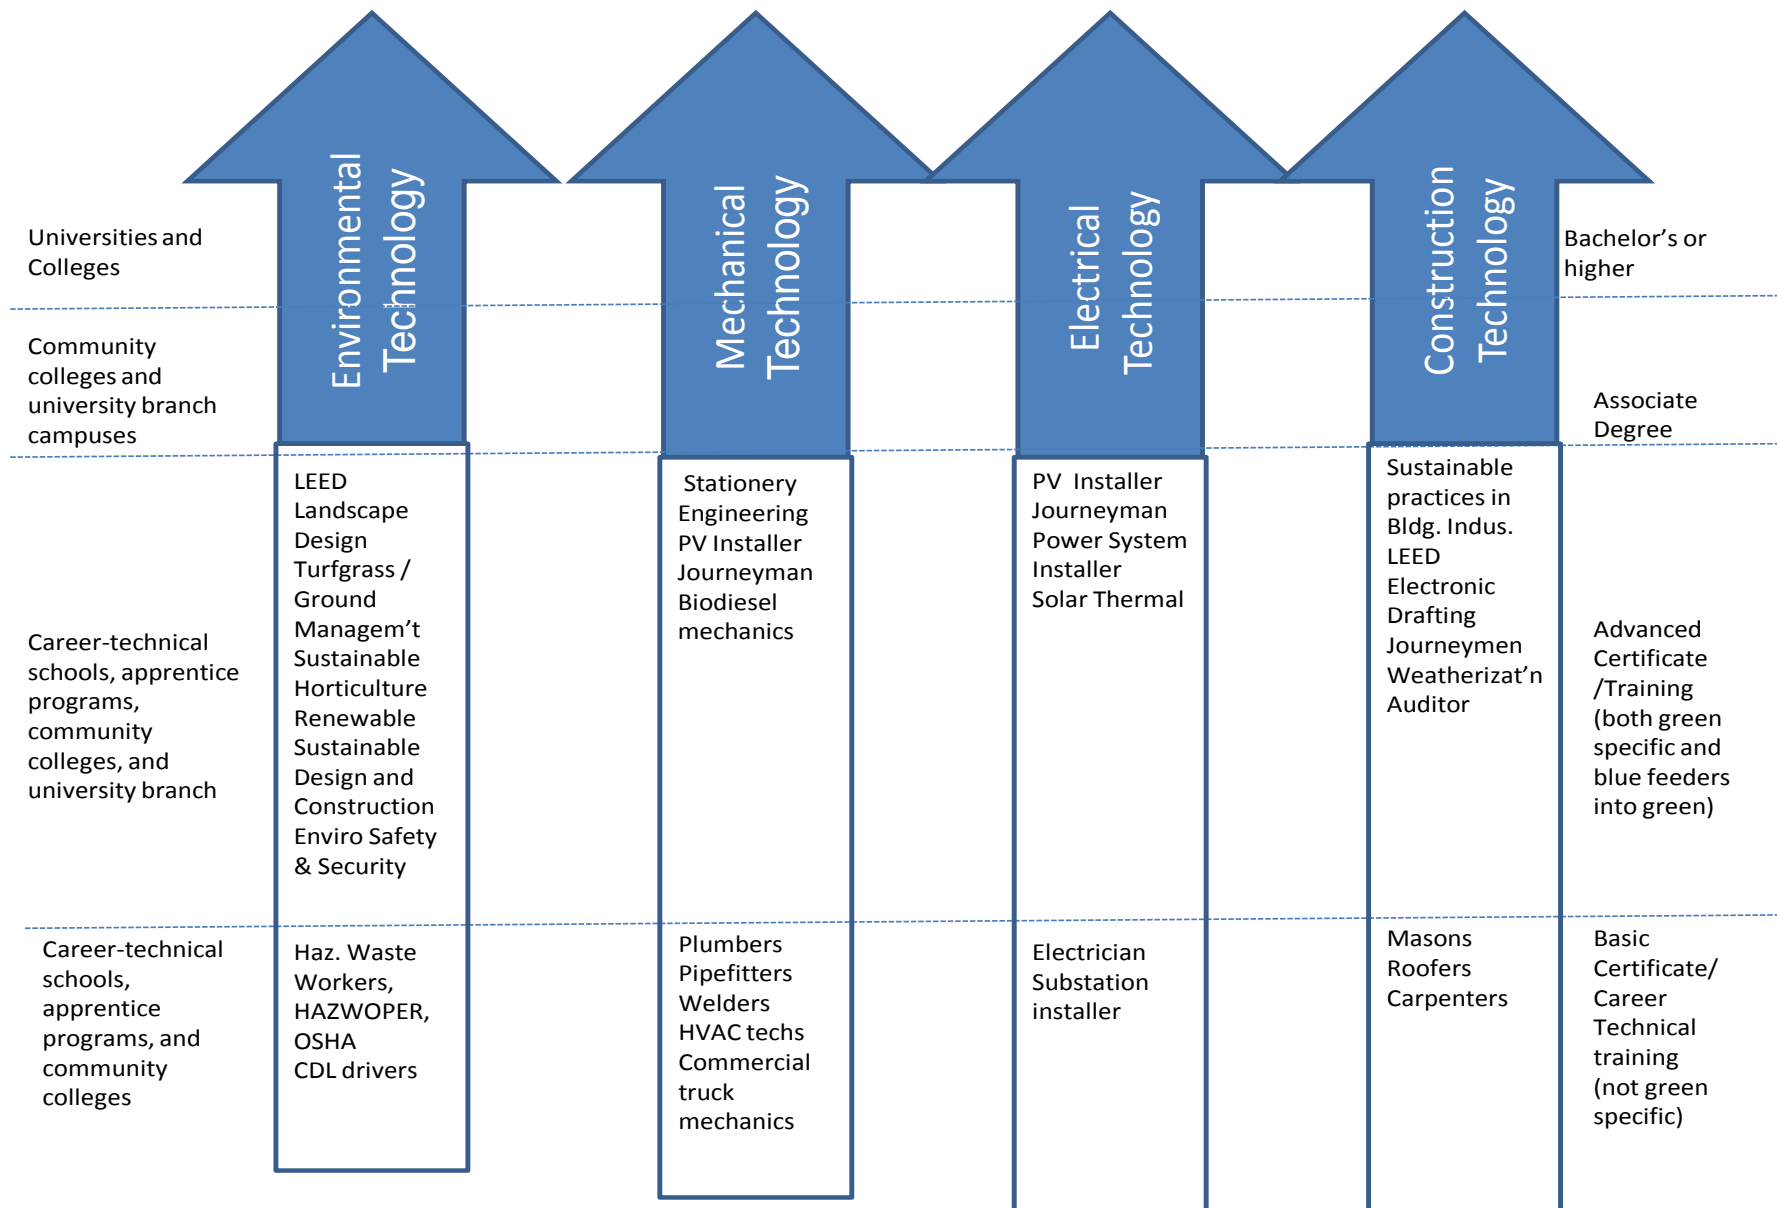 Environmental
Technology
Mechanical
Technology
Electrical
Technology
Construction
Technology
Universities and
Colleges
Bachelor’s or
higher
Community
colleges and
university branch
campuses
Associate
Degree
Career-technical
schools, apprentice
programs,
community
colleges, and
university branch
LEED
Landscape
Design
Turfgrass /
Ground
Managem’t
Sustainable
Horticulture
Renewable
Sustainable
Design and
Construction
Enviro Safety
& Security
Stationery
Engineering
PV Installer
Journeyman
Biodiesel
mechanics
PV Installer
Journeyman
Power System
Installer
Solar Thermal
Sustainable
practices in
Bldg. Indus.
LEED
Electronic
Drafting
Journeymen
Weatherizat’n
Auditor
Advanced
Certificate
/Training
(both green
specific and
blue feeders
into green)
Career-technical
schools,
apprentice
programs, and
community
colleges
Haz. Waste
Workers,
HAZWOPER,
OSHA
CDL drivers
Plumbers
Pipefitters
Welders
HVAC techs
Commercial
truck
mechanics
Electrician
Substation
installer
Masons
Roofers
Carpenters
Basic
Certificate/
Career
Technical
training
(not green
specific)